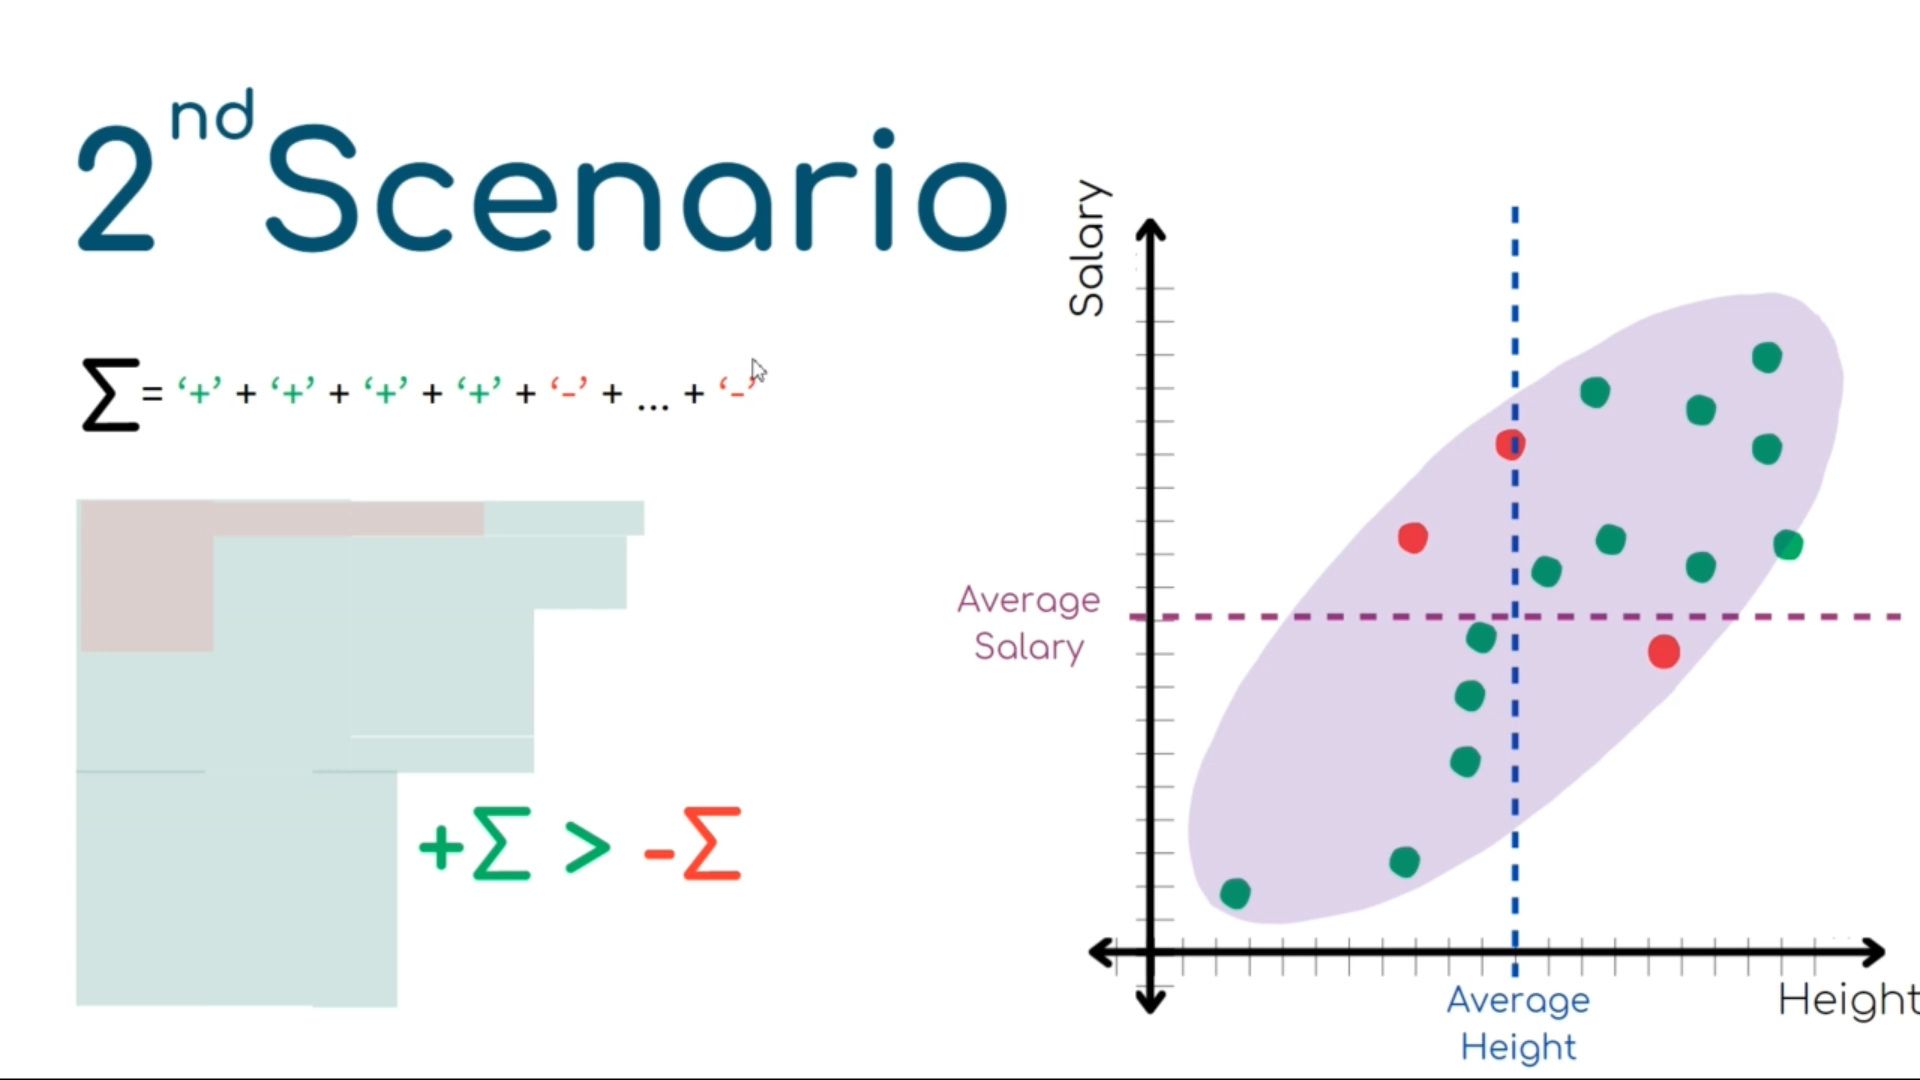 2nd Scenario
∑= ‘+’ + ‘+’ + ‘+’ + ‘+’ + ‘-’ + ... + ‘-’
+∑ > -∑
Salary
Average
Salary
Average
Height
Height